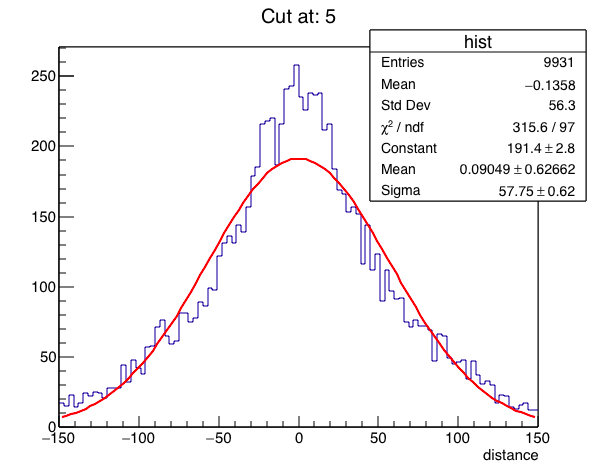 Cut at: 5
hist
Entries 9931
Mean −0.1358
Std Dev 56.3
χ² / ndf 315.6 / 97
Constant 191.4 ± 2.8
Mean 0.09049 ± 0.62662
Sigma 57.75 ± 0.62
250
200
150
100
50
0
−150 −100 −50 0 50 100 150
distance